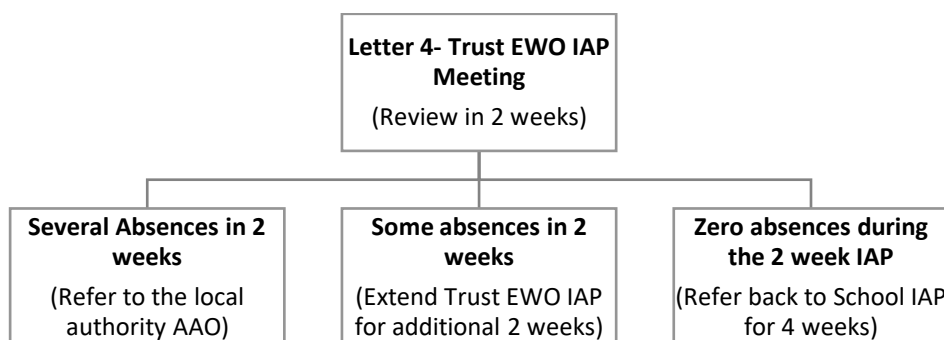 Letter 4- Trust EWO IAP
Meeting
(Review in 2 weeks)
Several Absences in 2
weeks
(Refer to the local
authority AAO)
Some absences in 2
weeks
(Extend Trust EWO IAP
for additional 2 weeks)
Zero absences during
the 2 week IAP
(Refer back to School IAP
for 4 weeks)